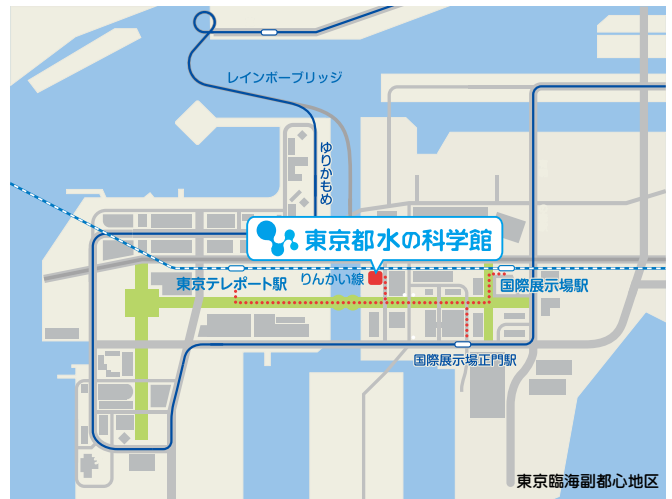 レインボーブリッジ
ゆりかもめ
東京都水の科学館
東京テレポート駅
りんかい線
国際展示場駅
国際展示場正門駅
東京臨海副都心地区